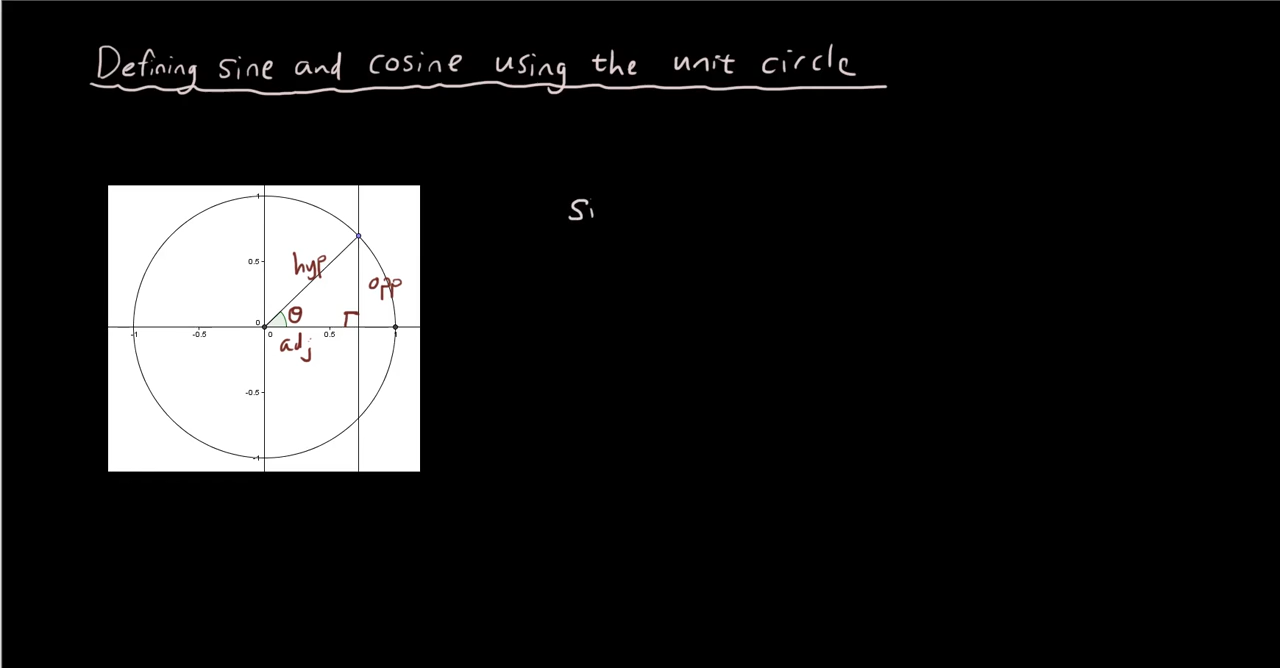 Defining sine and cosine using the unit circle
Si
1
hyp
0.5
opp
θ
0
-1
-0.5
0
0.5
1
adj
-0.5
-1